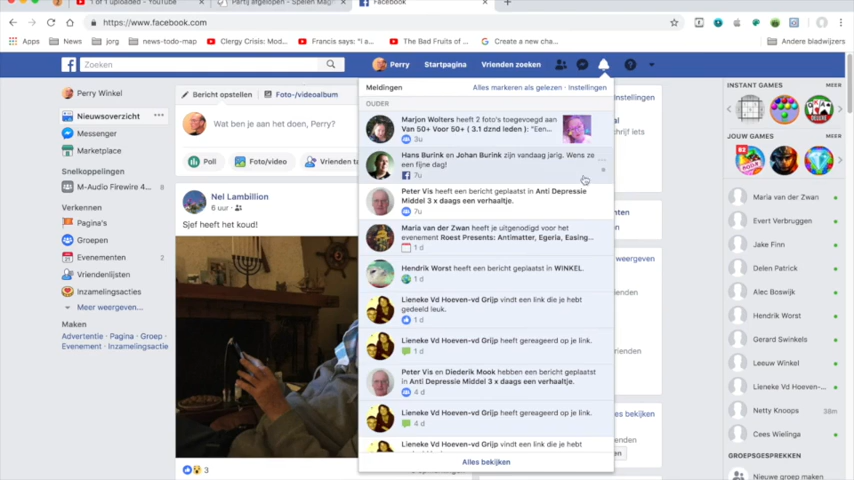 1 of 1 uploaded - YouTube
Partij afgelopen - Spelen Mag
Facebook
https://www.facebook.com
Apps
News
jorg
news-todo-map
Clergy Crisis: Mod...
Francis says: "I a...
The Bad Fruits of...
Create a new cha...
Andere bladwijzers
Zoeken
Perry
Startpagina
Vrienden zoeken
Perry Winkel
Nieuwsoverzicht
Messenger
Marketplace
Snelkoppelingen
M-Audio Firewire 4...
Verkennen
Pagina's
Groepen
Evenementen 2
Vriendenlijsten
Inzamelingsacties
Meer weergeven...
Maken
Advertentie · Pagina · Groep ·
Evenement · Inzamelingsactie
Bericht opstellen
Foto-/videoalbum
Wat ben je aan het doen, Perry?
Poll
Foto/video
Vrienden ta
Nel Lambillion
6 uur ·
Sjef heeft het koud!
3
Meldingen
Alles markeren als gelezen · Instellingen
OUDER
Marjon Wolters heeft 2 foto's toegevoegd aan
Van 50+ Voor 50+ ( 3.1 dznd leden ): "Een...
3u
Hans Burink en Johan Burink zijn vandaag jarig. Wens ze
een fijne dag!
7u
Peter Vis heeft een bericht geplaatst in Anti Depressie
Middel 3 x daags een verhaaltje.
7u
Maria van der Zwan heeft je uitgenodigd voor het
evenement Roest Presents: Antimatter, Egeria, Easing...
1 d
Hendrik Worst heeft een bericht geplaatst in WINKEL.
1 d
Lieneke Vd Hoeven-vd Grijp vindt een link die je hebt
gedeeld leuk.
1 d
Lieneke Vd Hoeven-vd Grijp heeft gereageerd op je link.
1 d
Peter Vis en Diederik Mook hebben een bericht geplaatst
in Anti Depressie Middel 3 x daags een verhaaltje.
4 d
Lieneke Vd Hoeven-vd Grijp heeft gereageerd op je link.
4 d
Lieneke Vd Hoeven-vd Grijp vindt een link die je hebt
Alles bekijken
nstellingen
INSTANT GAMES
MEER
JOUW GAMES
MEER
Maria van der Zwan
Evert Verbruggen
Jake Finn
Delen Patrick
Alec Boswijk
Hendrik Worst
Gerard Swinkels
Leeuw Winkel
Lieneke Vd Hoeven-...
Netty Knoops 38m
Cees Wielinga
GROEPSGESPREKKEN
Nieuwe groep maken